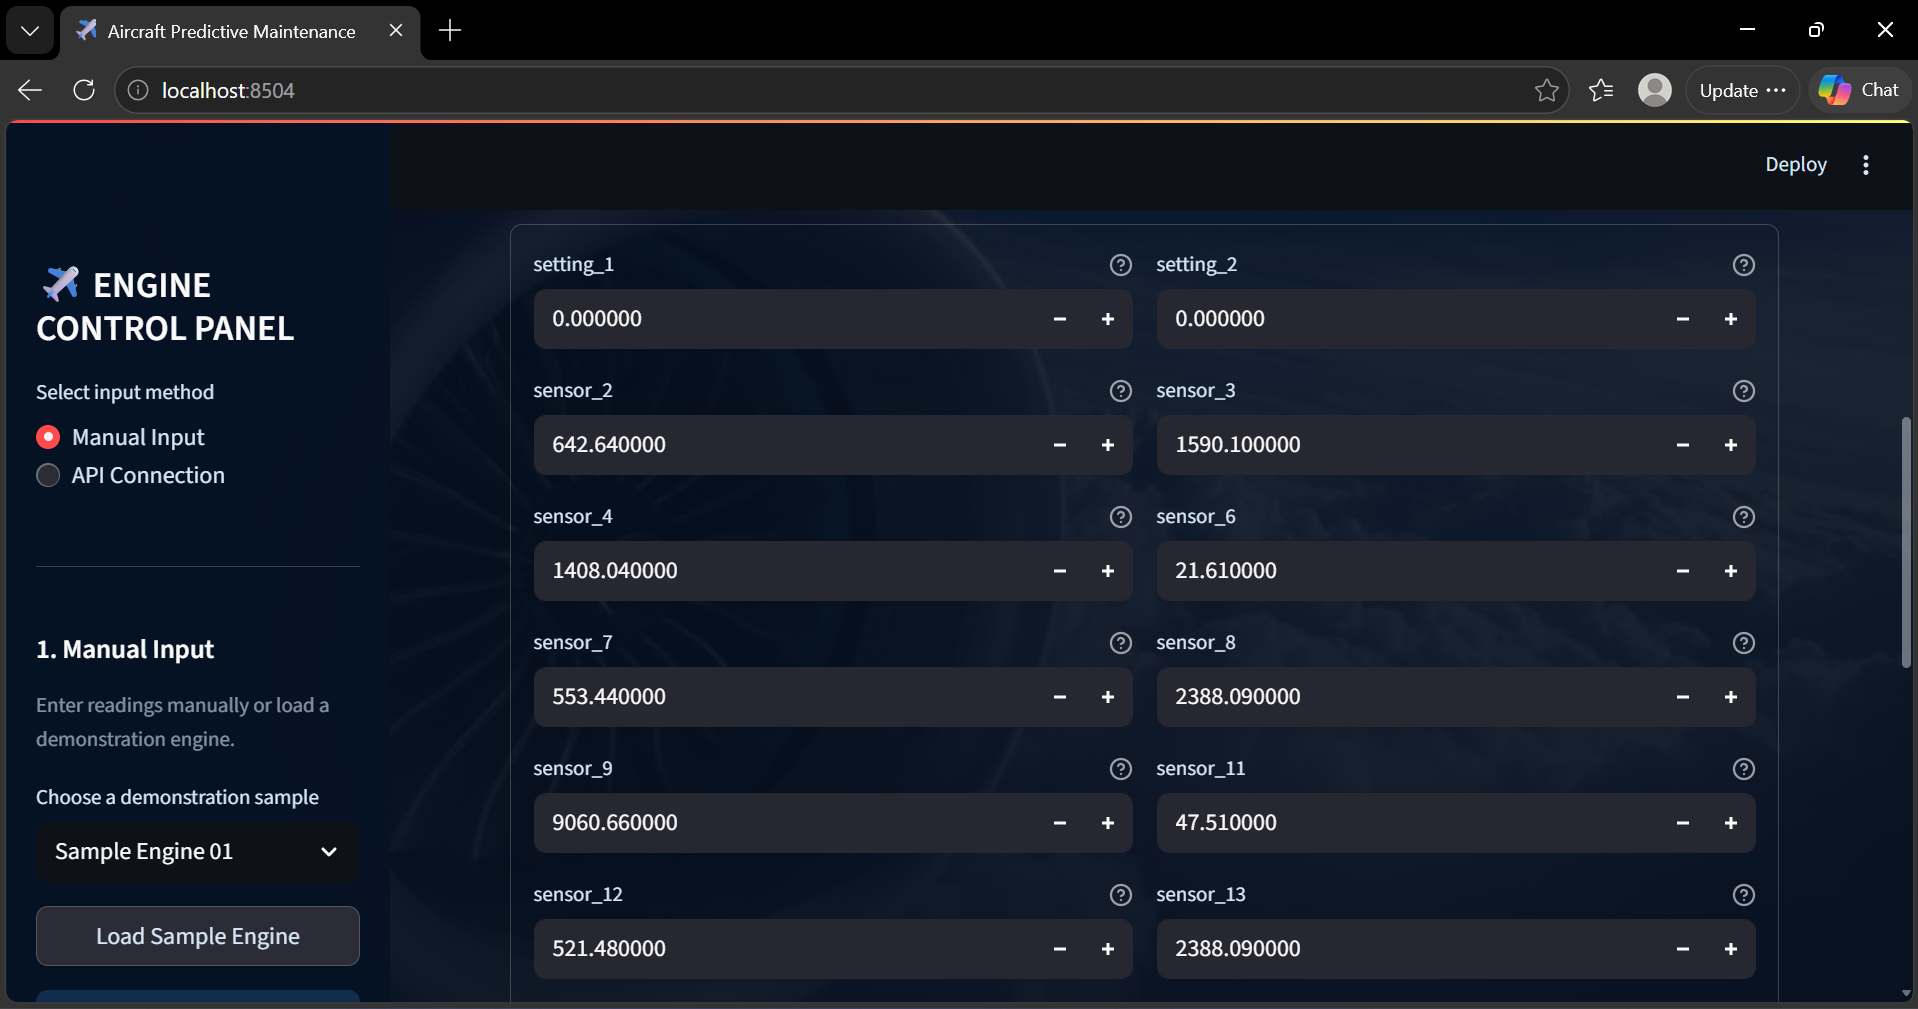 Aircraft Predictive Maintenance
localhost:8504
Update
Chat
Deploy
ENGINE
CONTROL PANEL
Select input method
Manual Input
API Connection
1. Manual Input
Enter readings manually or load a
demonstration engine.
Choose a demonstration sample
Sample Engine 01
Load Sample Engine
setting_1
0.000000
setting_2
0.000000
sensor_2
642.640000
sensor_3
1590.100000
sensor_4
1408.040000
sensor_6
21.610000
sensor_7
553.440000
sensor_8
2388.090000
sensor_9
9060.660000
sensor_11
47.510000
sensor_12
521.480000
sensor_13
2388.090000